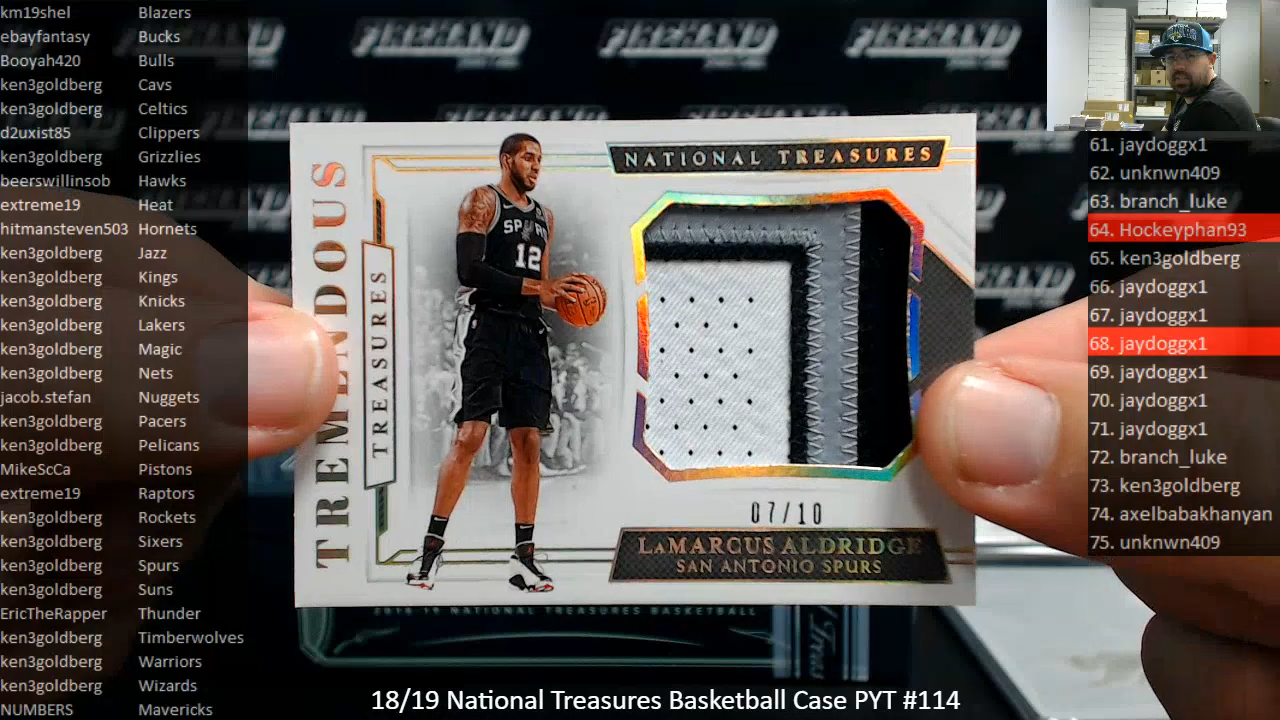 km19shel Blazers
ebayfantasy Bucks
Booyah420 Bulls
ken3goldberg Cavs
ken3goldberg Celtics
d2uxist85 Clippers
ken3goldberg Grizzlies
beerswillinsob Hawks
extreme19 Heat
hitmansteven503 Hornets
ken3goldberg Jazz
ken3goldberg Kings
ken3goldberg Knicks
ken3goldberg Lakers
ken3goldberg Magic
ken3goldberg Nets
jacob.stefan Nuggets
ken3goldberg Pacers
ken3goldberg Pelicans
MikeScCa Pistons
extreme19 Raptors
ken3goldberg Rockets
ken3goldberg Sixers
ken3goldberg Spurs
ken3goldberg Suns
EricTheRapper Thunder
ken3goldberg Timberwolves
ken3goldberg Warriors
ken3goldberg Wizards
NUMBERS Mavericks
TREMENDOUS
TREASURES
NATIONAL TREASURES
12
07/10
LAMARCUS ALDRIDGE
SAN ANTONIO SPURS
2018-19 NATIONAL TREASURES BASKETBALL
61. jaydoggx1
62. unknwn409
63. branch_luke
64. Hockeyphan93
65. ken3goldberg
66. jaydoggx1
67. jaydoggx1
68. jaydoggx1
69. jaydoggx1
70. jaydoggx1
71. jaydoggx1
72. branch_luke
73. ken3goldberg
74. axelbabakhanyan
75. unknwn409
18/19 National Treasures Basketball Case PYT #114